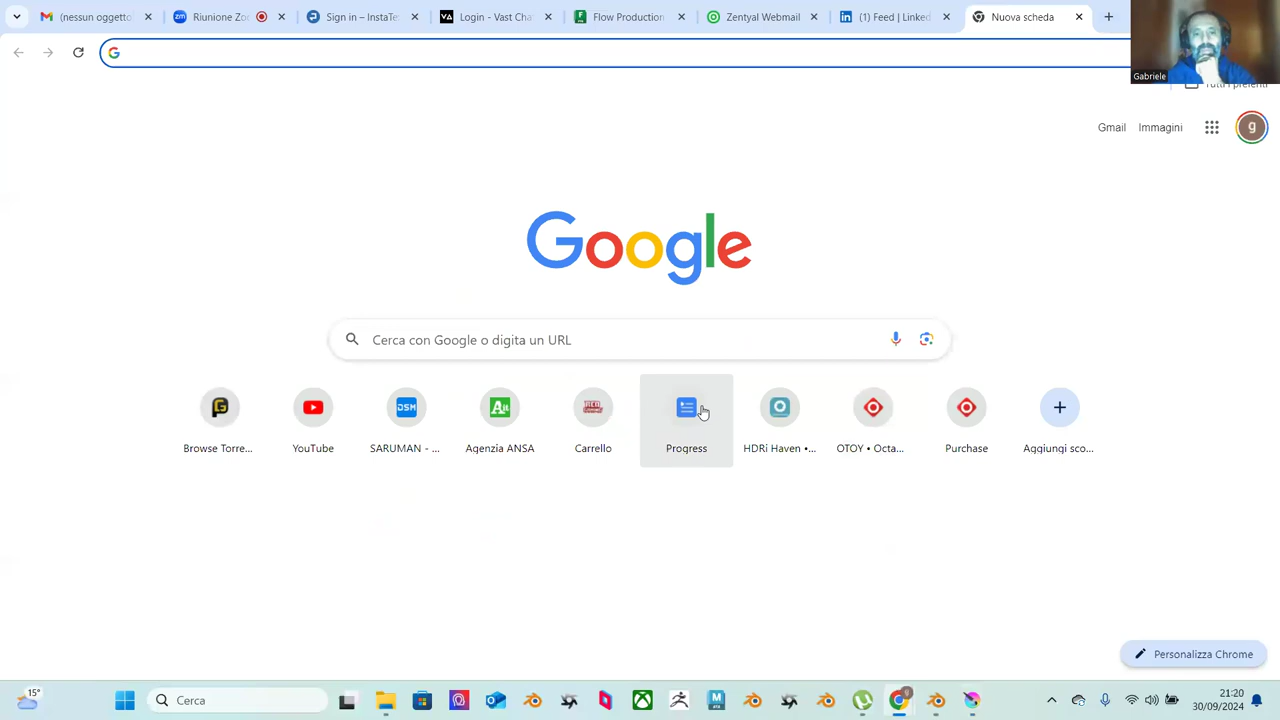 (nessun oggetto
Riunione Zo
Sign in – InstaTe
Login - Vast Cha
Flow Production
Zentyal Webmail
(1) Feed | Linked
Nuova scheda
Gabriele
Gmail
Immagini
g
Google
Cerca con Google o digita un URL
Browse Torre...
YouTube
DSM
SARUMAN - ...
Agenzia ANSA
Carrello
Progress
HDRi Haven •...
OTOY • Octa...
Purchase
Aggiungi sco...
Personalizza Chrome
15°
Cerca
21:20
30/09/2024